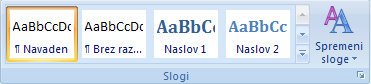 AaBbCcDc AaBbCcDc AaBbC AaBbCc
¶ Navaden ¶ Brez raz... Naslov 1 Naslov 2 Spremeni
sloge
Slogi